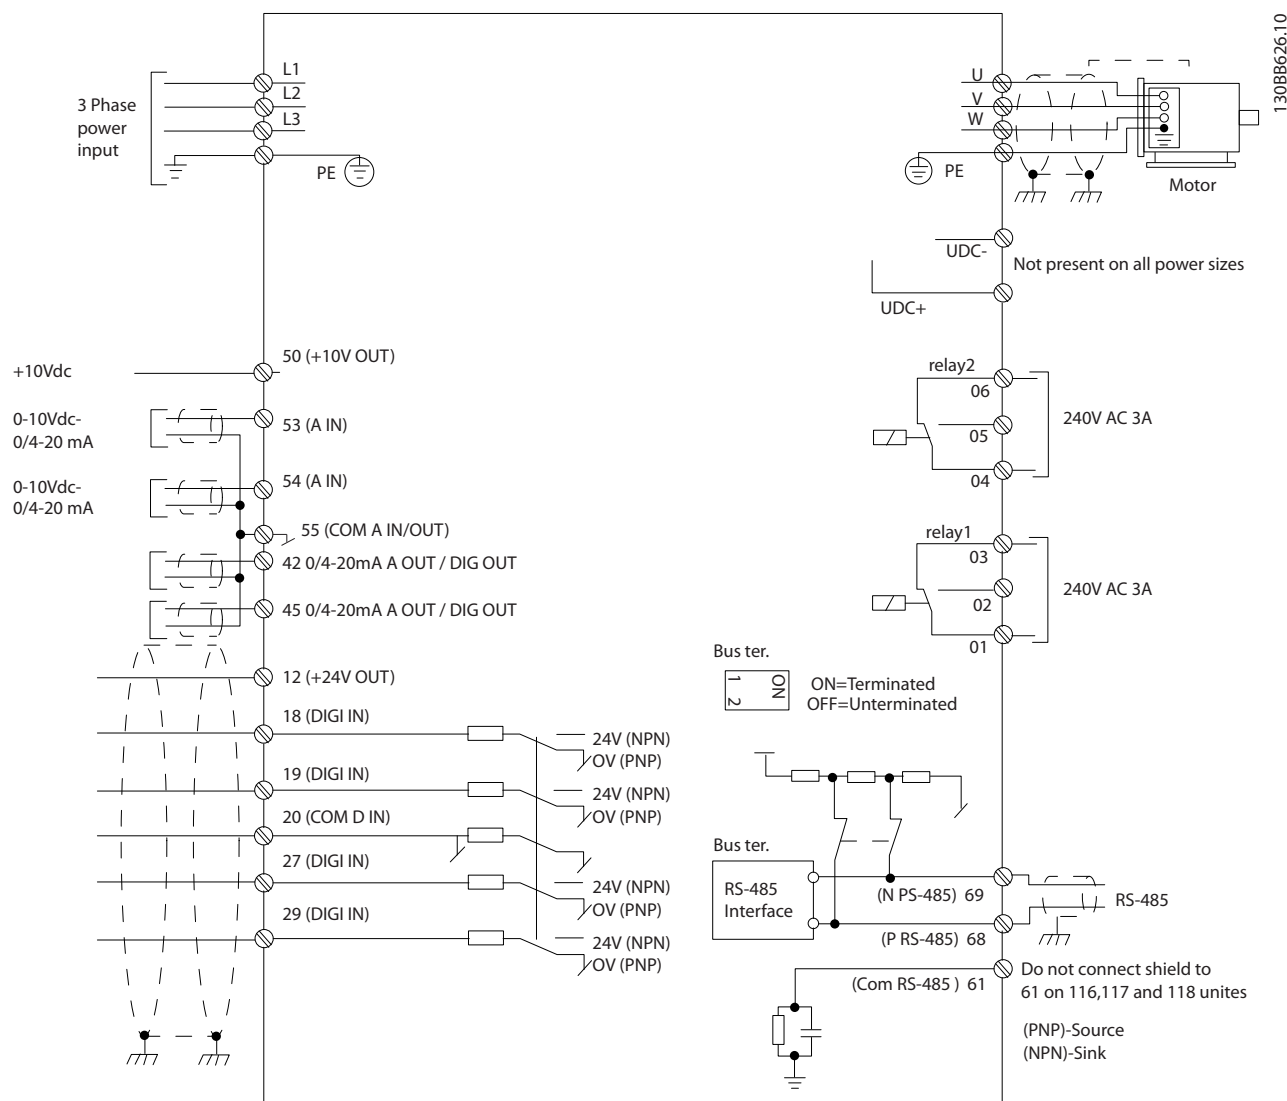 130BB626.10
3 Phase
power
input
L1
L2
L3
PE
U
V
W
PE
Motor
UDC-
Not present on all power sizes
UDC+
+10Vdc
50 (+10V OUT)
0-10Vdc-
0/4-20 mA
53 (A IN)
0-10Vdc-
0/4-20 mA
54 (A IN)
55 (COM A IN/OUT)
42 0/4-20mA A OUT / DIG OUT
45 0/4-20mA A OUT / DIG OUT
12 (+24V OUT)
18 (DIGI IN)
24V (NPN)
OV (PNP)
19 (DIGI IN)
24V (NPN)
OV (PNP)
20 (COM D IN)
27 (DIGI IN)
24V (NPN)
OV (PNP)
29 (DIGI IN)
24V (NPN)
OV (PNP)
relay2
06
05
04
240V AC 3A
relay1
03
02
01
240V AC 3A
Bus ter.
1
2
ON
ON=Terminated
OFF=Unterminated
Bus ter.
RS-485
Interface
(N PS-485) 69
RS-485
(P RS-485) 68
(Com RS-485 ) 61
Do not connect shield to
61 on 116,117 and 118 unites
(PNP)-Source
(NPN)-Sink